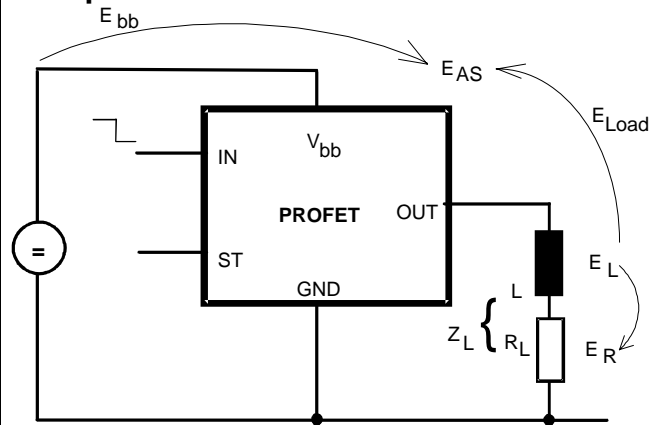 E bb
E AS
E Load
V bb
IN
PROFET
OUT
=
ST
GND
L
E L
Z L { R L
E R